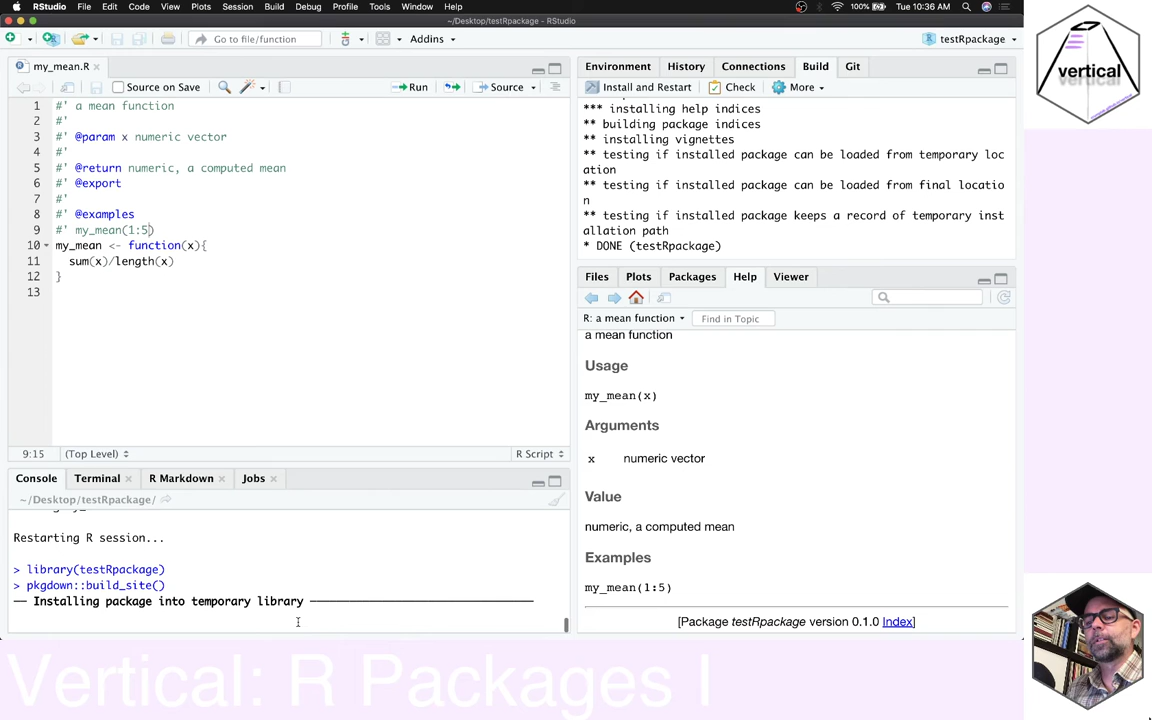 RStudio File Edit Code View Plots Session Build Debug Profile Tools Window Help 100% Tue 10:36 AM
~/Desktop/testRpackage - RStudio
Go to file/function Addins testRpackage
my_mean.R
Source on Save Run Source
1 #' a mean function
2 #'
3 #' @param x numeric vector
4 #'
5 #' @return numeric, a computed mean
6 #' @export
7 #'
8 #' @examples
9 #' my_mean(1:5)
10 my_mean <- function(x){
11 sum(x)/length(x)
12 }
13
9:15 (Top Level) R Script
Console Terminal R Markdown Jobs
~/Desktop/testRpackage/
Restarting R session...
> library(testRpackage)
> pkgdown::build_site()
── Installing package into temporary library ──────────
Environment History Connections Build Git
Install and Restart Check More
*** installing help indices
** building package indices
** installing vignettes
** testing if installed package can be loaded from temporary loc
ation
** testing if installed package can be loaded from final locatio
n
** testing if installed package keeps a record of temporary inst
allation path
* DONE (testRpackage)
Files Plots Packages Help Viewer
R: a mean function Find in Topic
a mean function
Usage
my_mean(x)
Arguments
x numeric vector
Value
numeric, a computed mean
Examples
my_mean(1:5)
[Package testRpackage version 0.1.0 Index]
vertical
Vertical: R Packages I